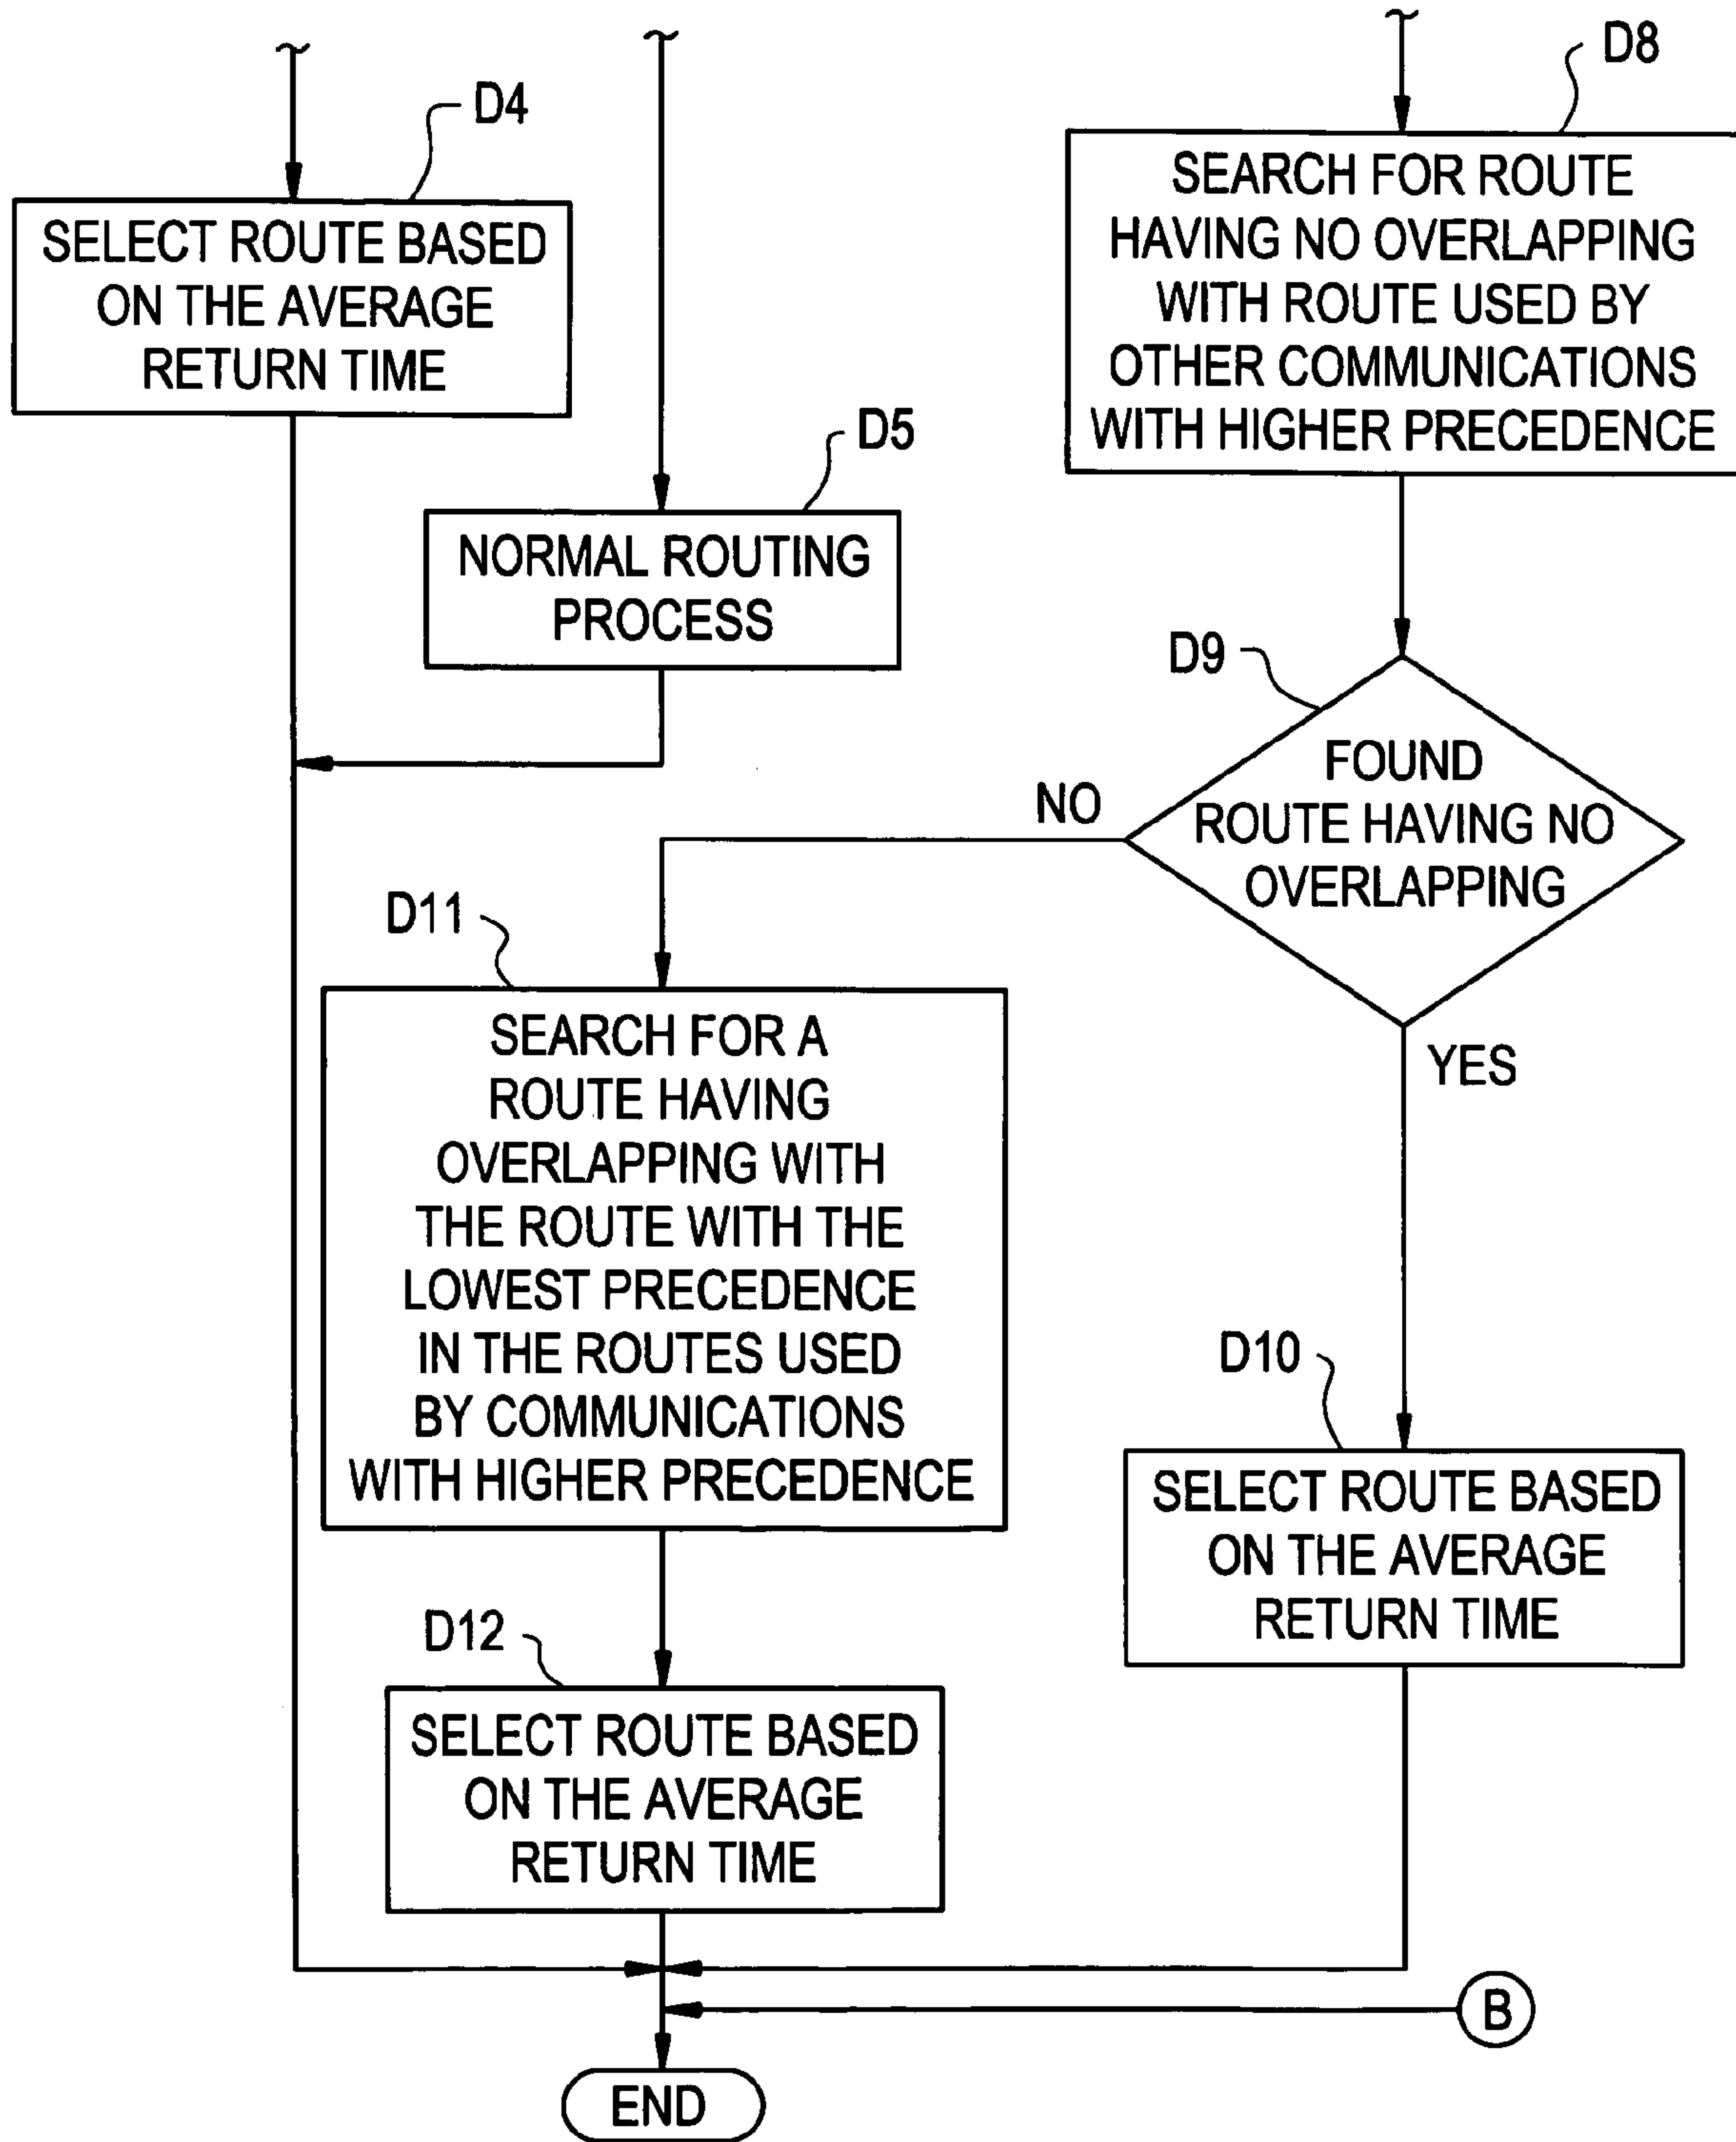 D4
SELECT ROUTE BASED
ON THE AVERAGE
RETURN TIME
D5
NORMAL ROUTING
PROCESS
D8
SEARCH FOR ROUTE
HAVING NO OVERLAPPING
WITH ROUTE USED BY
OTHER COMMUNICATIONS
WITH HIGHER PRECEDENCE
D9
FOUND
ROUTE HAVING NO
OVERLAPPING
NO
YES
D11
SEARCH FOR A
ROUTE HAVING
OVERLAPPING WITH
THE ROUTE WITH THE
LOWEST PRECEDENCE
IN THE ROUTES USED
BY COMMUNICATIONS
WITH HIGHER PRECEDENCE
D10
SELECT ROUTE BASED
ON THE AVERAGE
RETURN TIME
D12
SELECT ROUTE BASED
ON THE AVERAGE
RETURN TIME
B
END